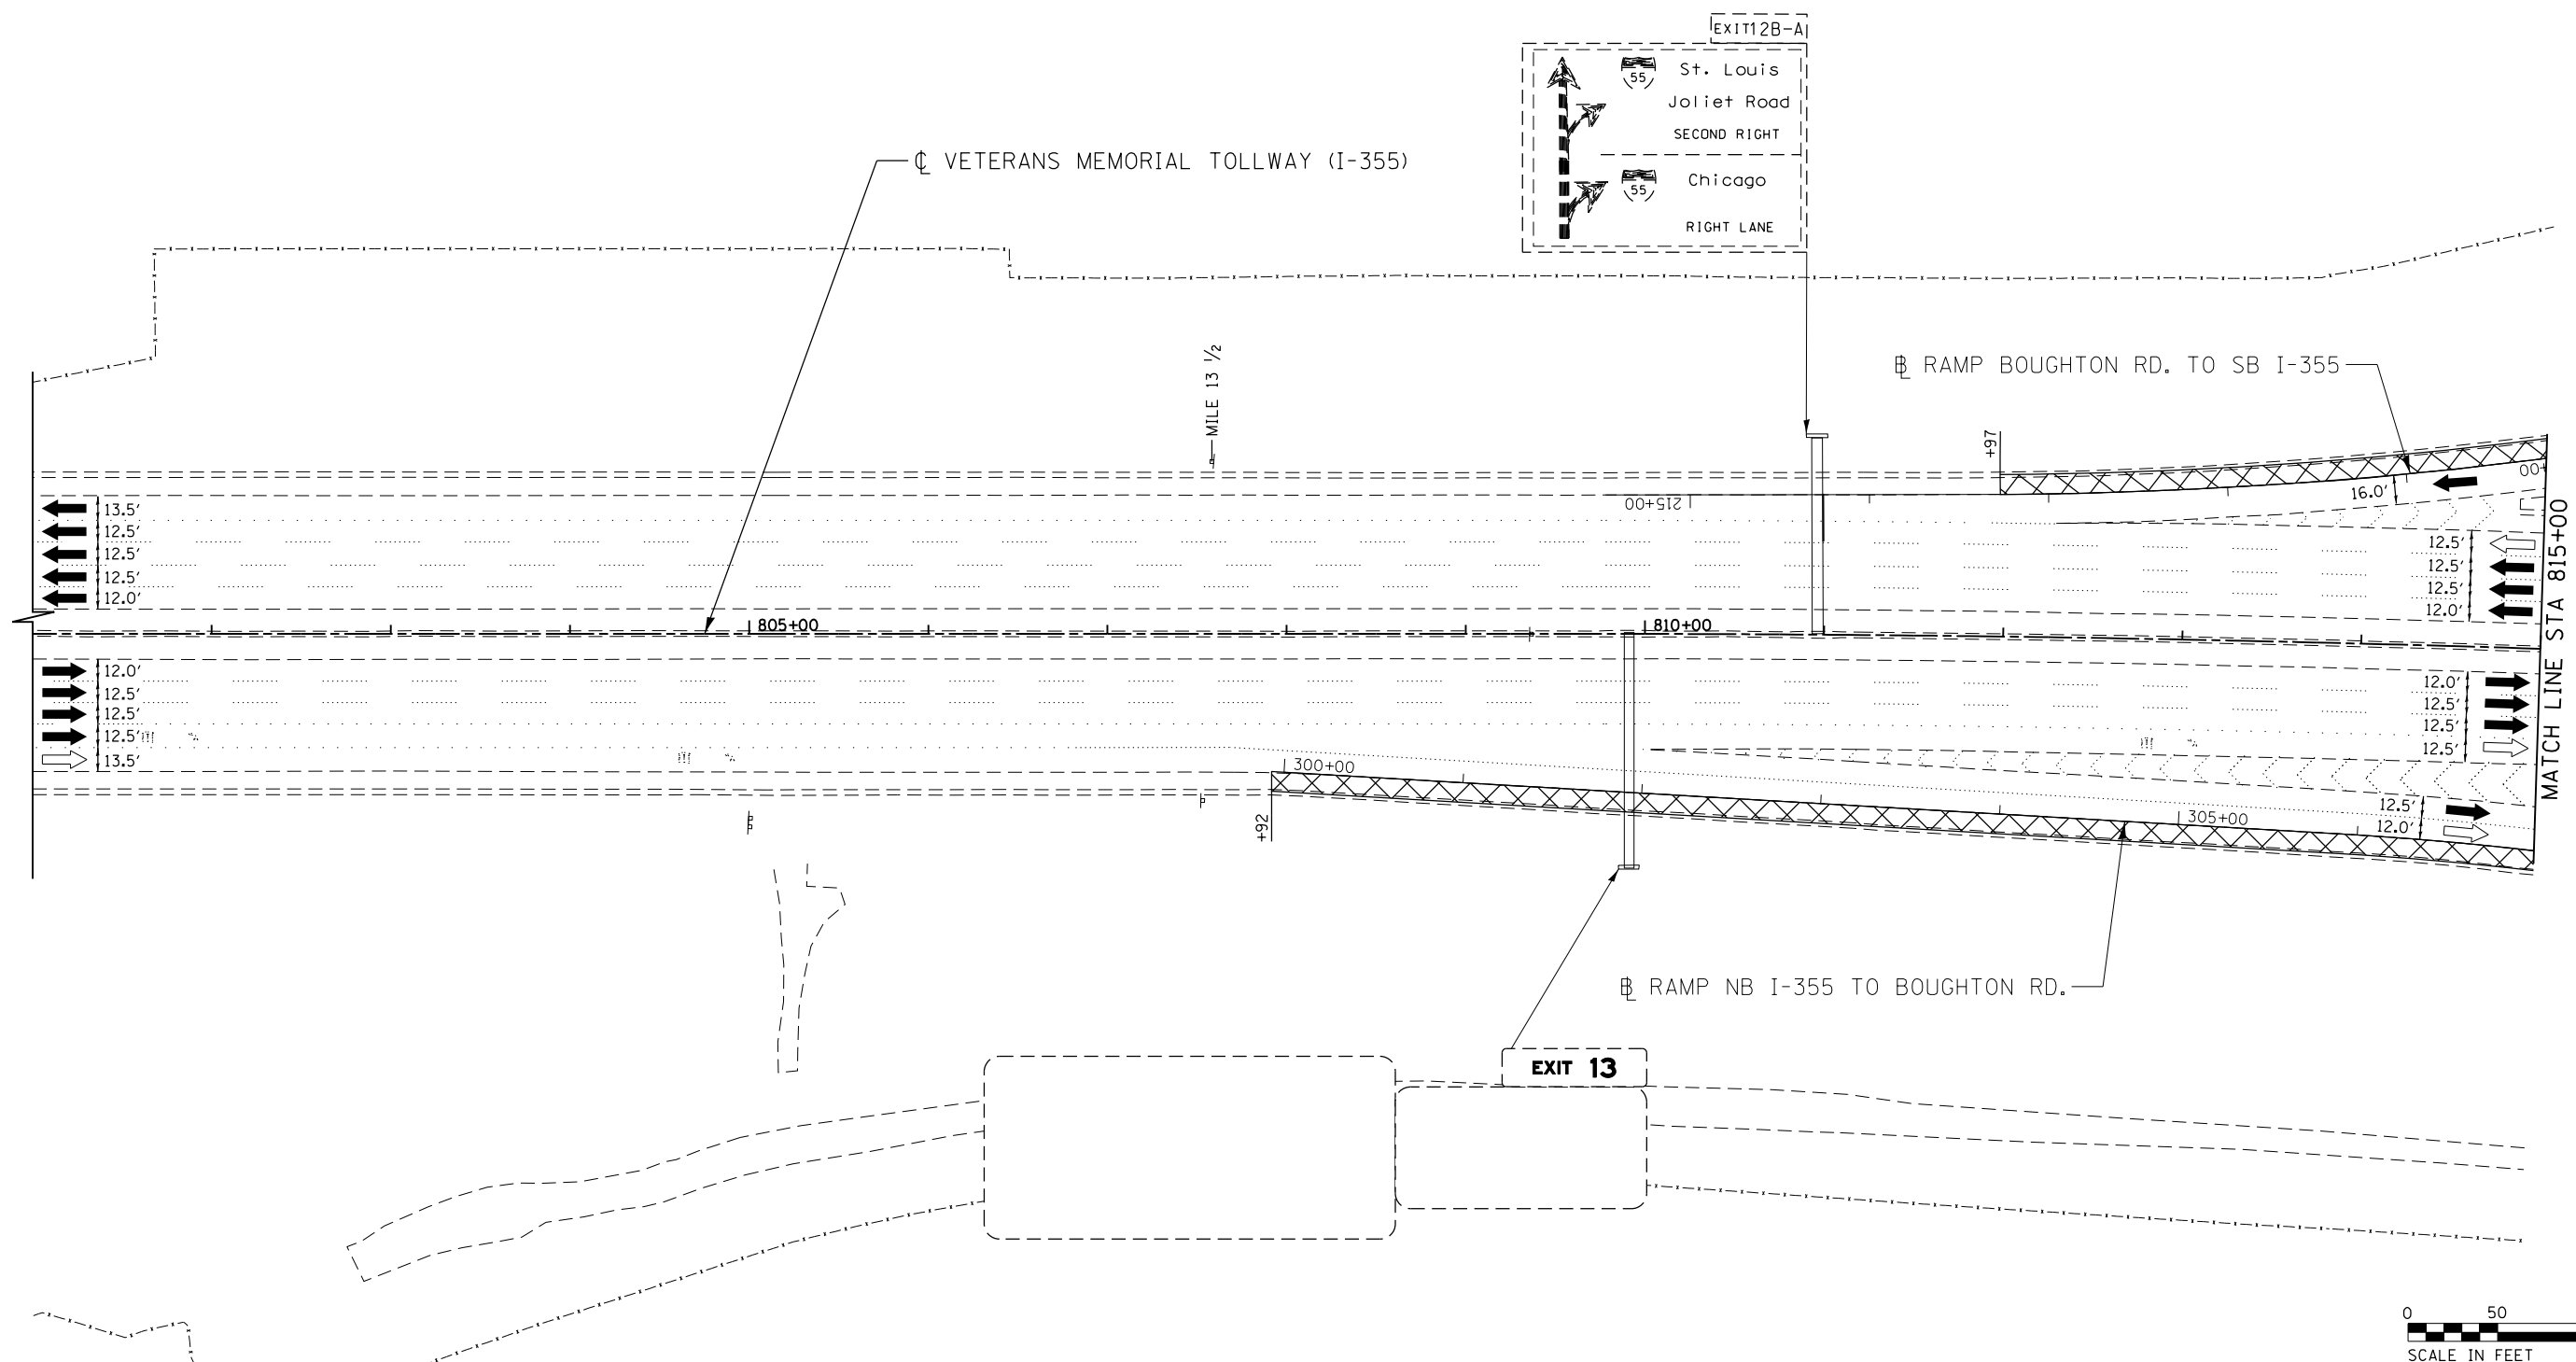 EXIT12B-A
55 St. Louis
Joliet Road
SECOND RIGHT
55 Chicago
RIGHT LANE
℄ VETERANS MEMORIAL TOLLWAY (I-355)
MILE 13 1/2
RAMP BOUGHTON RD. TO SB I-355
+97
215+00
16.0'
00+
13.5'
12.5'
12.5'
12.5'
12.0'
12.5'
12.5'
12.5'
12.0'
805+00
810+00
MATCH LINE STA 815+00
12.0'
12.5'
12.5'
12.5'
13.5'
12.0'
12.5'
12.5'
12.5'
300+00
305+00
12.5'
12.0'
+92
RAMP NB I-355 TO BOUGHTON RD.
EXIT 13
0 50
SCALE IN FEET